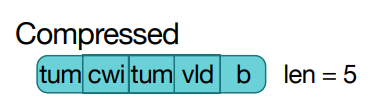 Compressed
tum cwi tum vld b len = 5